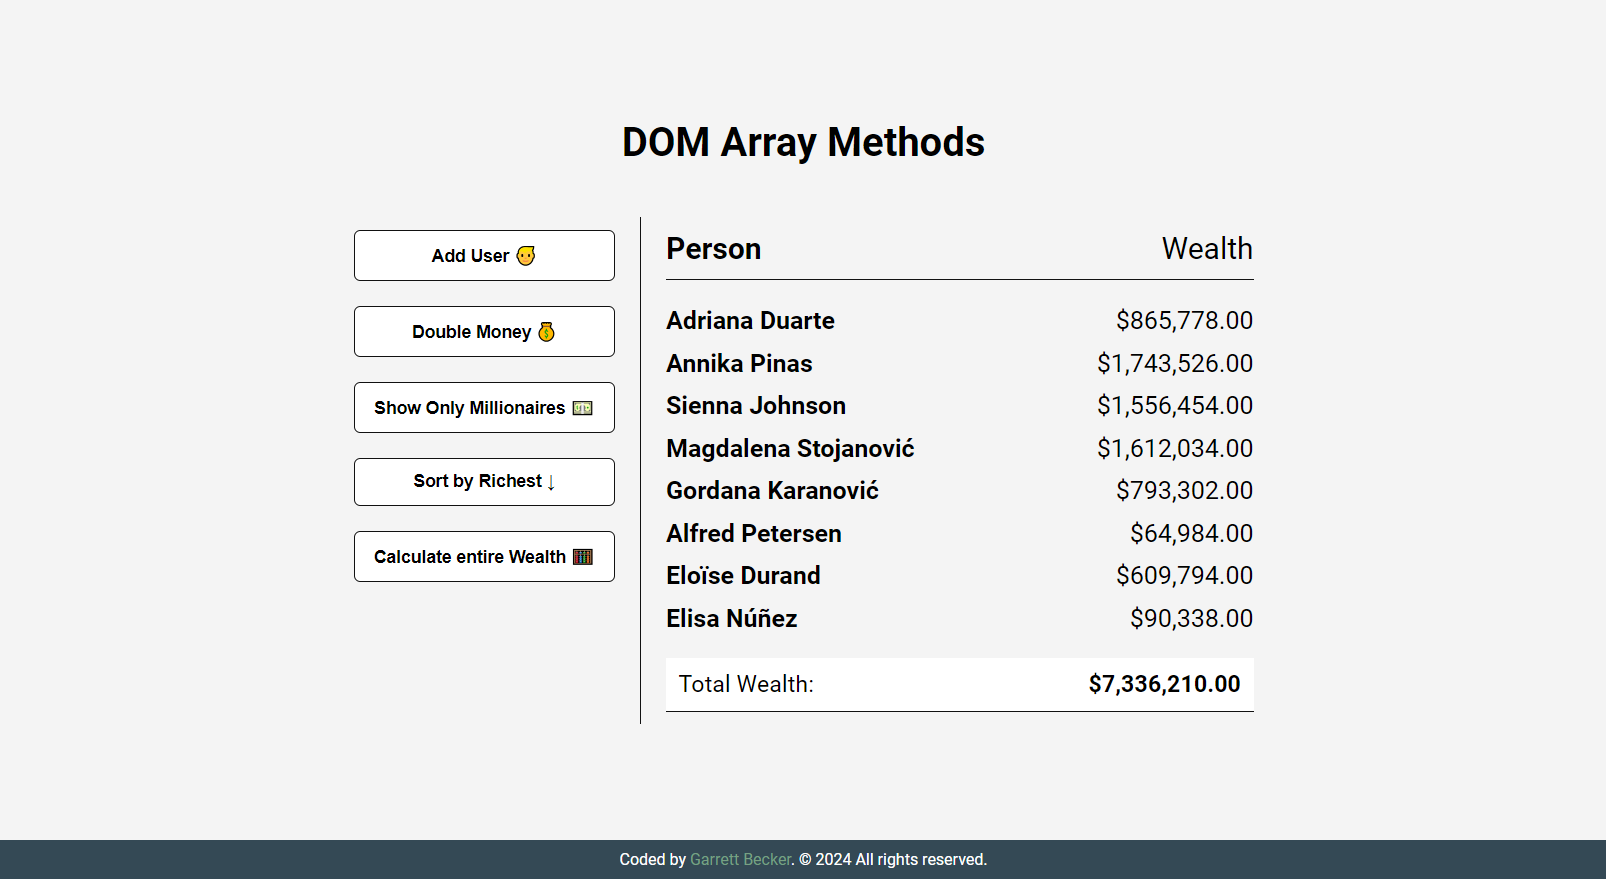 DOM Array Methods
Add User 👱
Double Money 💰
Show Only Millionaires 💵
Sort by Richest ↓
Calculate entire Wealth 🧮
Person Wealth
Adriana Duarte $865,778.00
Annika Pinas $1,743,526.00
Sienna Johnson $1,556,454.00
Magdalena Stojanović $1,612,034.00
Gordana Karanović $793,302.00
Alfred Petersen $64,984.00
Eloïse Durand $609,794.00
Elisa Núñez $90,338.00
Total Wealth: $7,336,210.00
Coded by Garrett Becker. © 2024 All rights reserved.